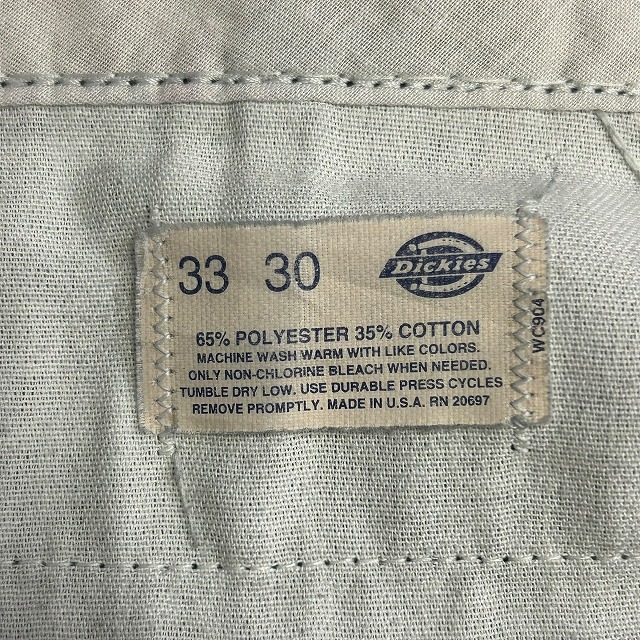 33 30
Dickies
65% POLYESTER 35% COTTON
MACHINE WASH WARM WITH LIKE COLORS.
ONLY NON-CHLORINE BLEACH WHEN NEEDED.
TUMBLE DRY LOW. USE DURABLE PRESS CYCLES
REMOVE PROMPTLY. MADE IN U.S.A. RN 20697
WC904